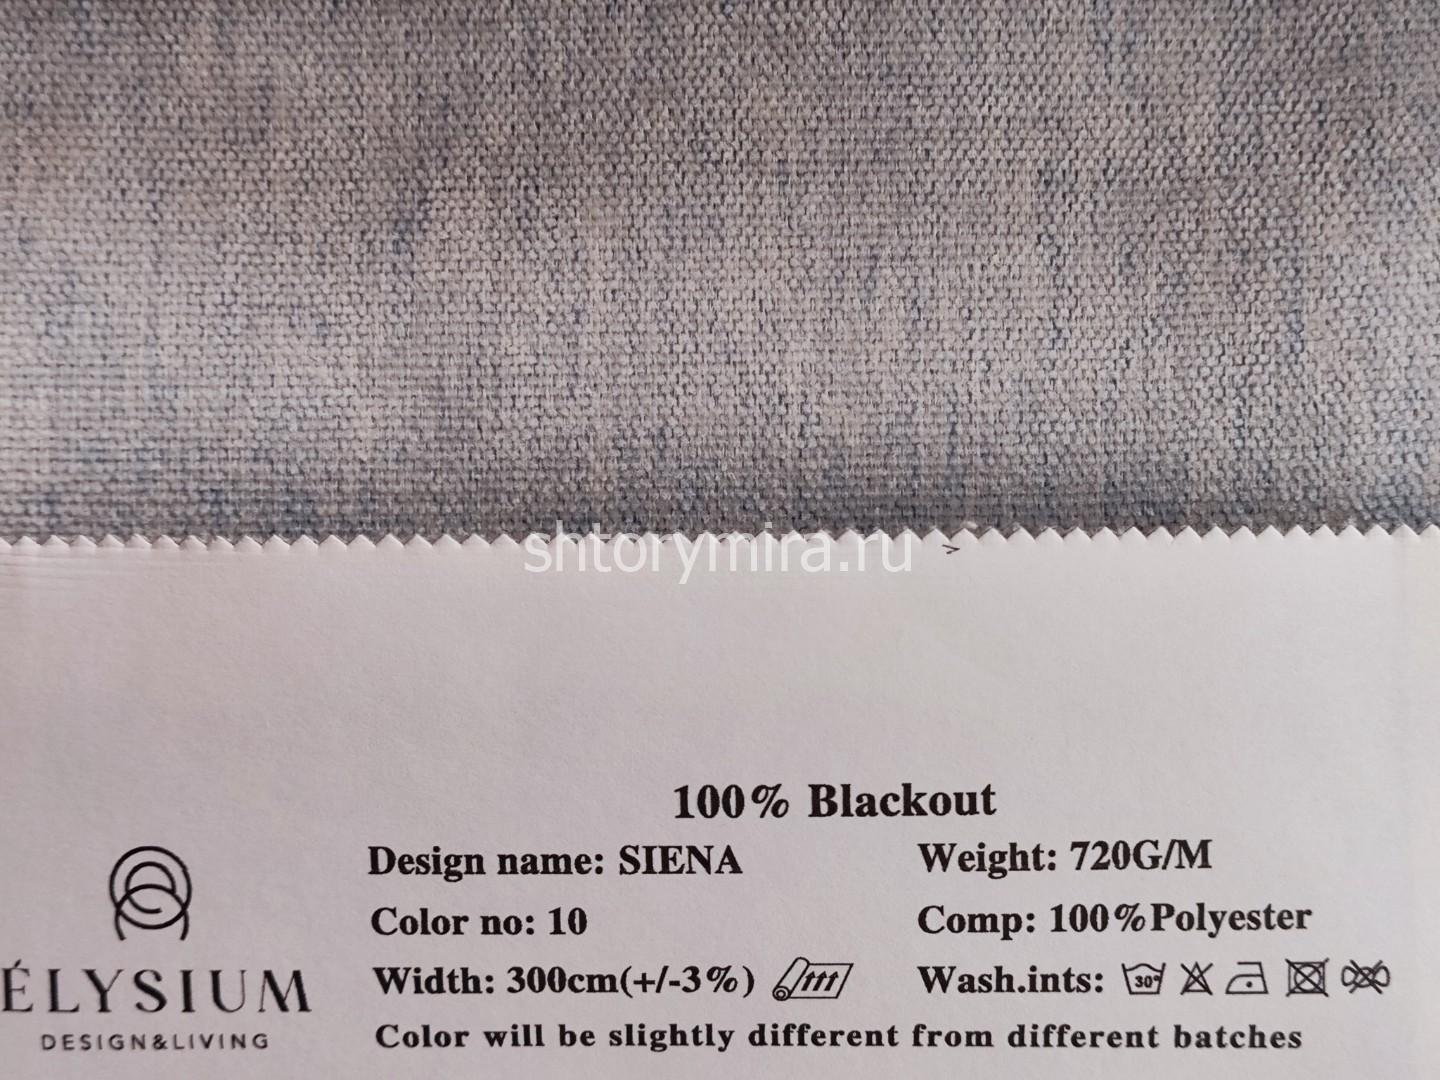 shtorymira.ru
100% Blackout
Design name: SIENA
Weight: 720G/M
Color no: 10
Comp: 100%Polyester
Width: 300cm(+/-3%)
Wash.ints: 30°
Color will be slightly different from different batches
ÉLYSIUM
DESIGN&LIVING